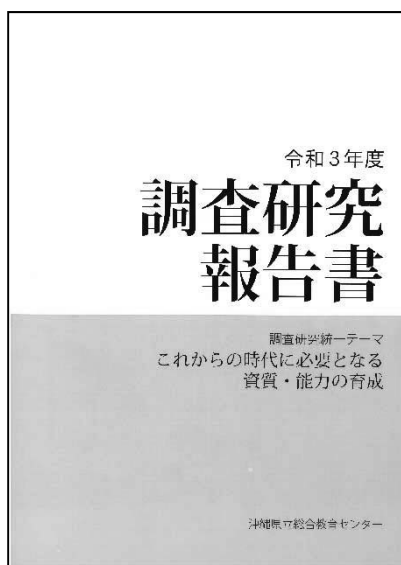 令和3年度
調査研究
報告書
調査研究統一テーマ
これからの時代に必要となる
資質・能力の育成
沖縄県立総合教育センター